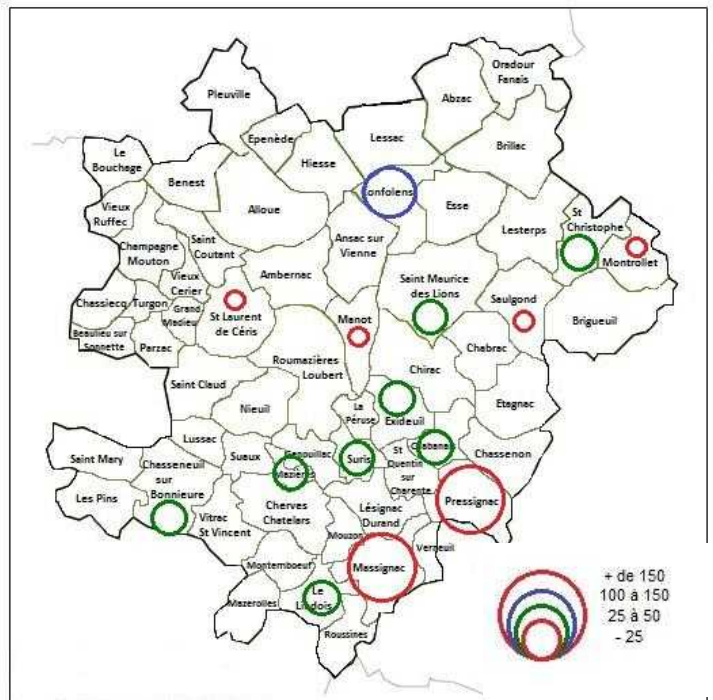 Oradour
Fanais
Pleuville
Abzac
Epenède
Lessac
Brillac
Le
Bouchage
Hiesse
Benest
Confolens
Vieux
Ruffec
Alloue
Esse
St
Christophe
Lesterps
Ansac sur
Vienne
Champagne
Mouton
Saint
Coutant
Montrollet
Ambernac
Saint Maurice
des Lions
Vieux
Cerier
Chassiecq
Turgon
Saulgond
Grand
Madieu
St Laurent
de Céris
Manot
Brigueuil
Beaulieu sur
Sonnette
Parzac
Chabrac
Roumazières
Loubert
Chirac
Saint Claud
Etagnac
Nieuil
La
Péruse
Exideuil
Lussac
Chabanais
Saint Mary
Chasseneuil
sur
Bonnieure
Suaux
Genouillac
Suris
St
Quentin
sur
Charente
Chassenon
Mazières
Les Pins
Pressignac
Cherves
Chatelars
Lésignac
Durand
Vitrac
St Vincent
Mouzon
Verneuil
Montemboeuf
Massignac
Mazerolles
Le
Lindois
Roussines
+ de 150
100 à 150
25 à 50
- 25